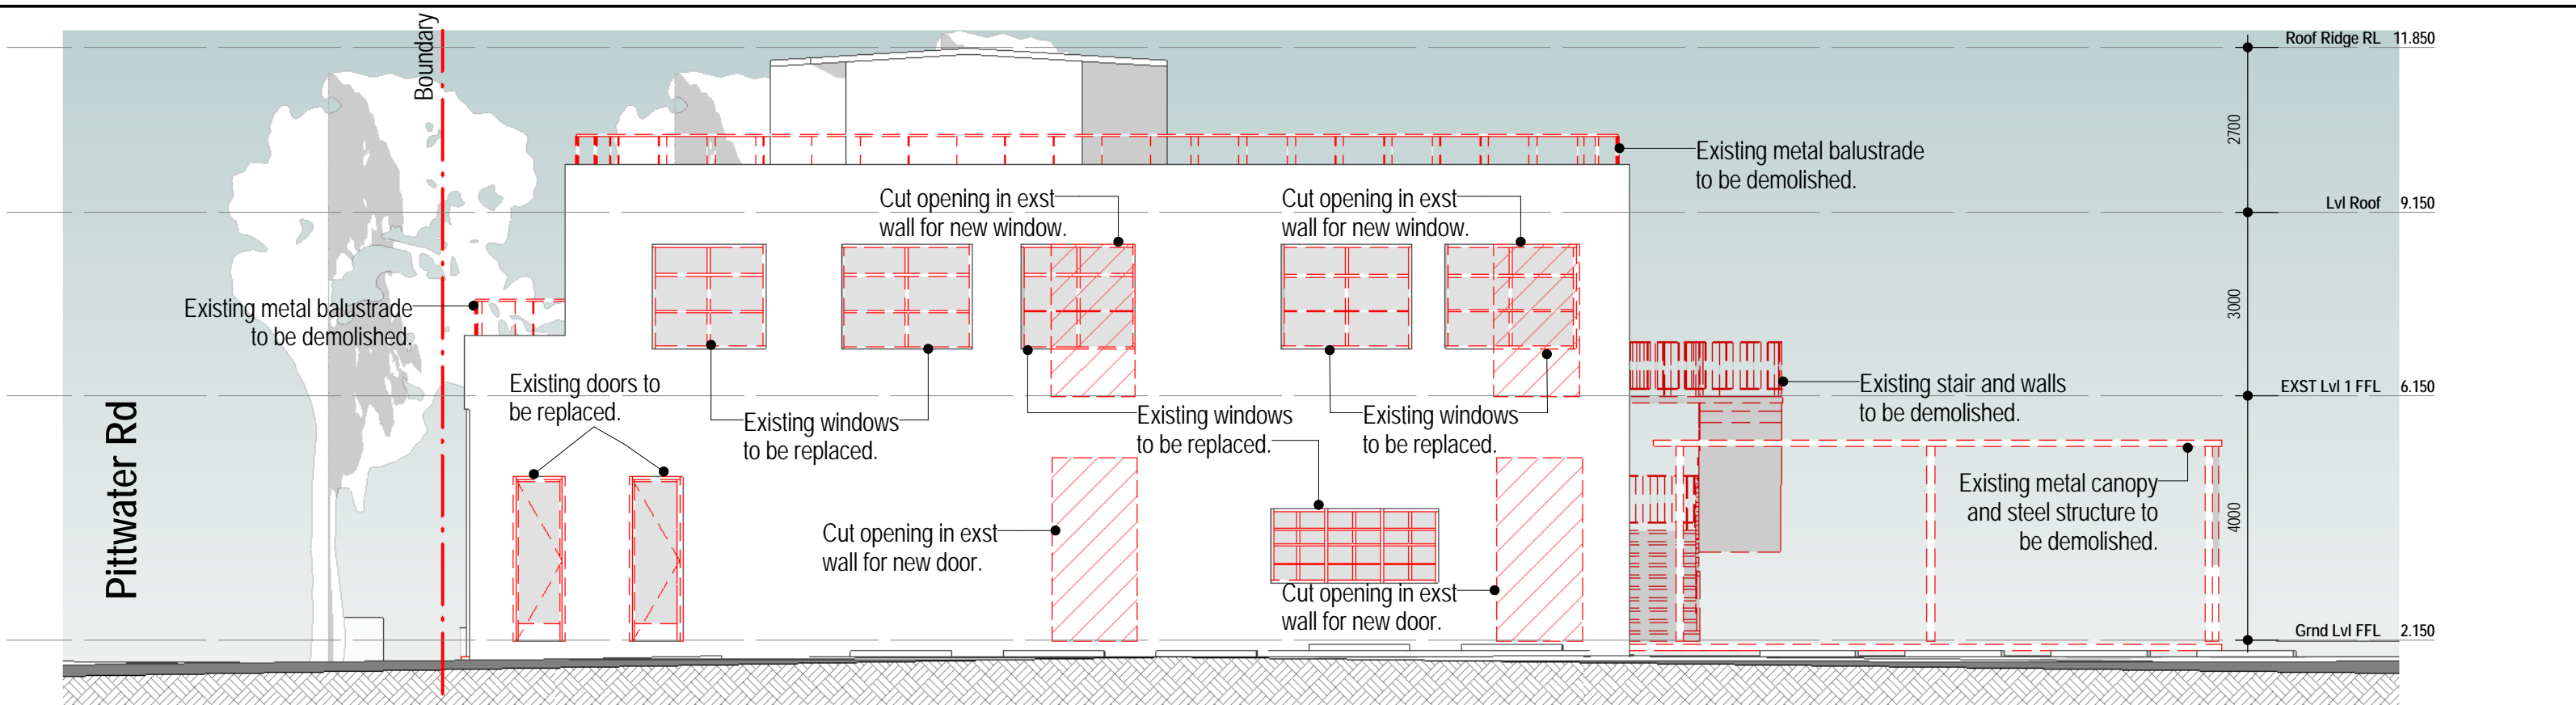 Boundary
Roof Ridge RL 11.850
2700
Existing metal balustrade
to be demolished.
Cut opening in exst
wall for new window.
Cut opening in exst
wall for new window.
Lvl Roof 9.150
3000
Existing metal balustrade
to be demolished.
Existing doors to
be replaced.
Existing windows
to be replaced.
Existing windows
to be replaced.
Existing windows
to be replaced.
Existing stair and walls
to be demolished.
EXST Lvl 1 FFL 6.150
Pittwater Rd
Existing metal canopy
and steel structure to
be demolished.
4000
Cut opening in exst
wall for new door.
Cut opening in exst
wall for new door.
Grnd Lvl FFL 2.150